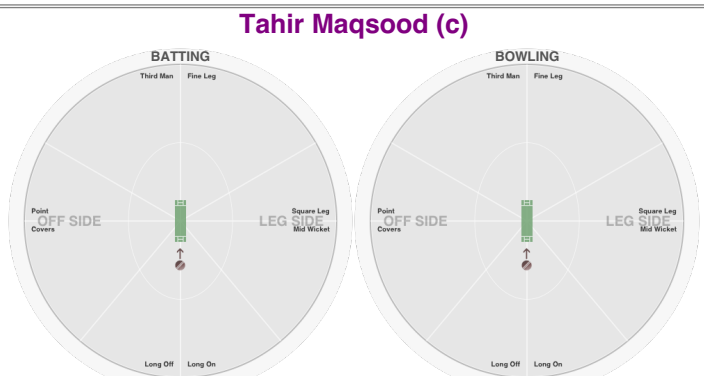 Tahir Maqsood (c)
BATTING
Third Man Fine Leg
Point
OFF SIDE
Covers
Square Leg
LEG SIDE
Mid Wicket
Long Off Long On
BOWLING
Third Man Fine Leg
Point
OFF SIDE
Covers
Square Leg
LEG SIDE
Mid Wicket
Long Off Long On